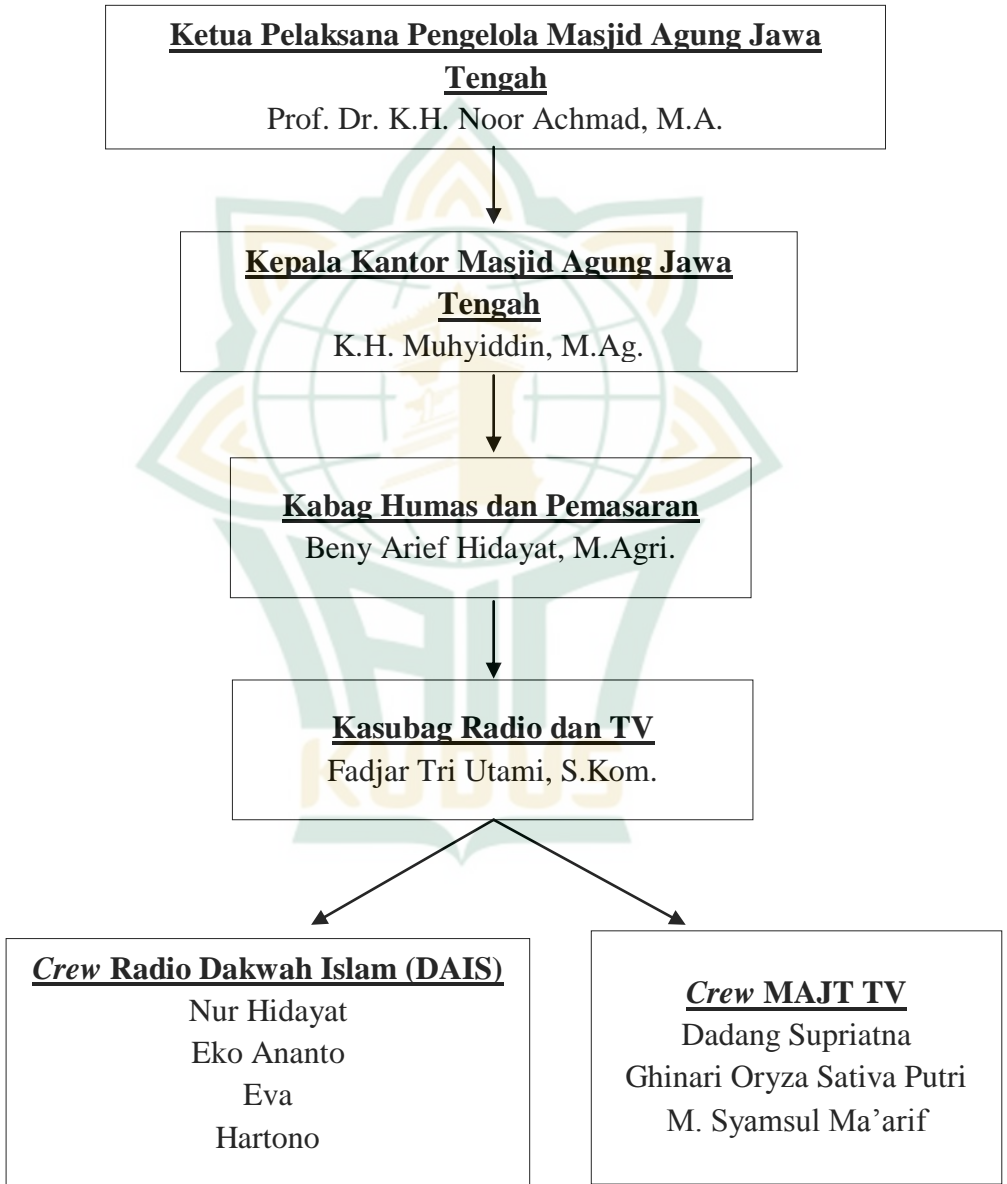 Ketua Pelaksana Pengelola Masjid Agung Jawa
Tengah
Prof. Dr. K.H. Noor Achmad, M.A.
Kepala Kantor Masjid Agung Jawa
Tengah
K.H. Muhyiddin, M.Ag.
Kabag Humas dan Pemasaran
Beny Arief Hidayat, M.Agri.
Kasubag Radio dan TV
Fadjar Tri Utami, S.Kom.
KUDUS
Crew Radio Dakwah Islam (DAIS)
Nur Hidayat
Eko Ananto
Eva
Hartono
Crew MAJT TV
Dadang Supriatna
Ghinari Oryza Sativa Putri
M. Syamsul Ma’arif